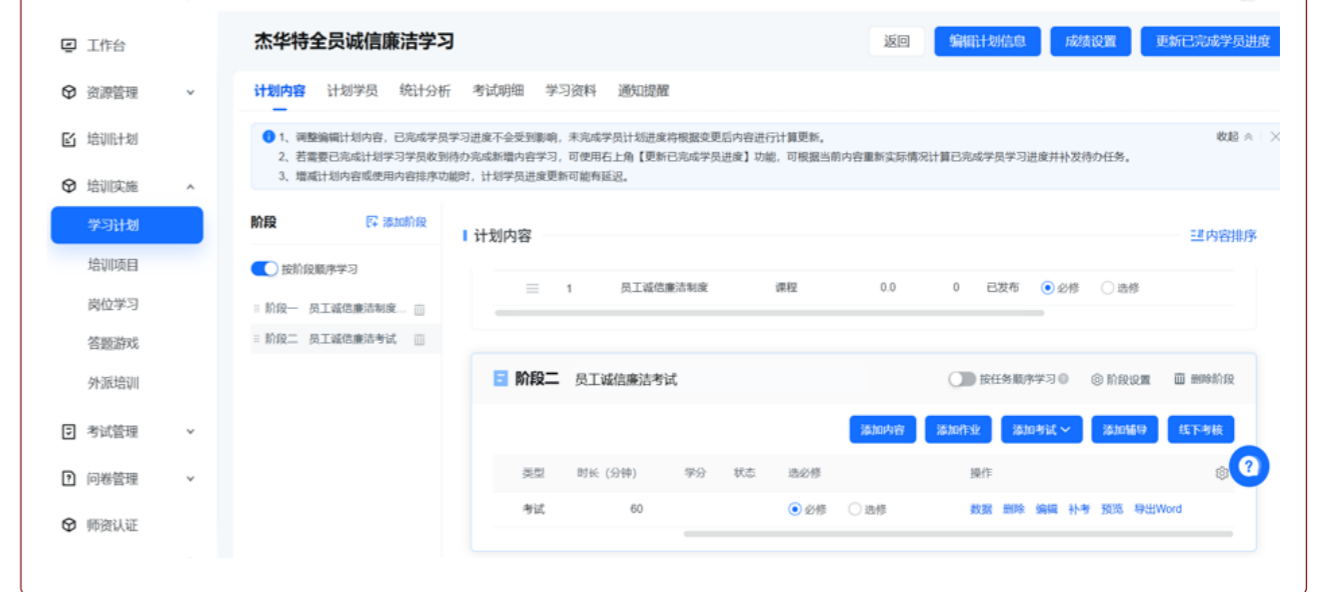 工作台
资源管理
培训计划
培训实施
学习计划
培训项目
岗位学习
答题游戏
外派培训
考试管理
问卷管理
师资认证
杰华特全员诚信廉洁学习
返回 编辑计划信息 成绩设置 更新已完成学员进度
计划内容 计划学员 统计分析 考试明细 学习资料 通知提醒
1、调整编辑计划内容，已完成学员学习进度不会受到影响，未完成学员计划进度将根据变更后内容进行计算更新。 收起
2、若需要已完成计划学习学员收到待办完成新增内容学习，可使用右上角【更新已完成学员进度】功能，可根据当前内容重新实际情况计算已完成学员学习进度并补发待办任务。
3、增减计划内容或使用内容排序功能时，计划学员进度更新可能有延迟。
阶段 添加阶段
按阶段顺序学习
阶段一 员工诚信廉洁制度...
阶段二 员工诚信廉洁考试
计划内容 内容排序
1 员工诚信廉洁制度 课程 0.0 0 已发布 必修 选修
阶段二 员工诚信廉洁考试 按任务顺序学习 阶段设置 删除阶段
添加内容 添加作业 添加考试 添加辅导 线下考核
类型 时长（分钟） 学分 状态 选必修 操作
考试 60 必修 选修 数据 删除 编辑 补考 预览 导出Word